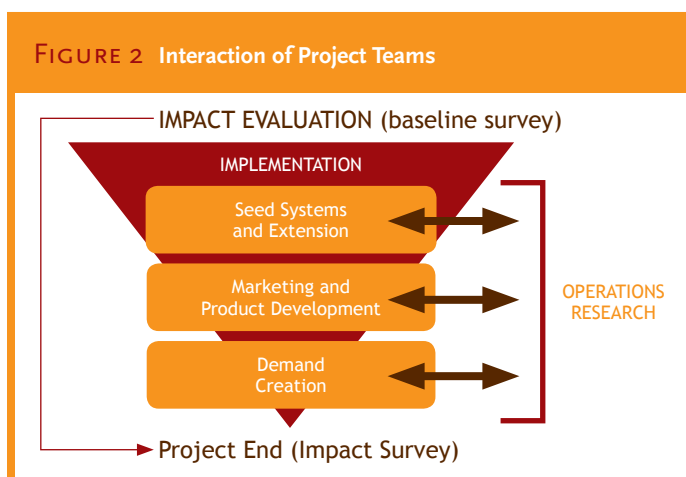 FIGURE 2 Interaction of Project Teams
IMPACT EVALUATION (baseline survey)
IMPLEMENTATION
Seed Systems
and Extension
Marketing and
Product Development
Demand
Creation
OPERATIONS
RESEARCH
Project End (Impact Survey)